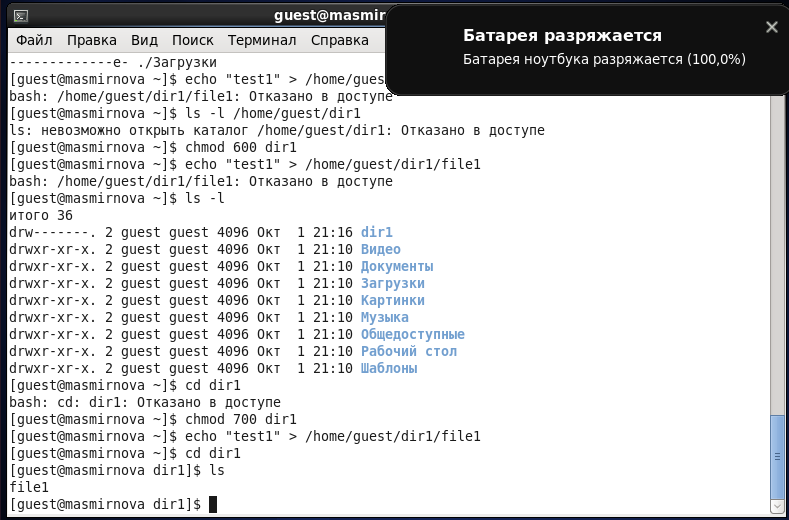 guest@masmirn
Батарея разряжается
Батарея ноутбука разряжается (100,0%)
Файл Правка Вид Поиск Терминал Справка
-------------e- ./Загрузки
[guest@masmirnova ~]$ echo "test1" > /home/gues
bash: /home/guest/dir1/file1: Отказано в доступе
[guest@masmirnova ~]$ ls -l /home/guest/dir1
ls: невозможно открыть каталог /home/guest/dir1: Отказано в доступе
[guest@masmirnova ~]$ chmod 600 dir1
[guest@masmirnova ~]$ echo "test1" > /home/guest/dir1/file1
bash: /home/guest/dir1/file1: Отказано в доступе
[guest@masmirnova ~]$ ls -l
итого 36
drw-------. 2 guest guest 4096 Окт  1 21:16 dir1
drwxr-xr-x. 2 guest guest 4096 Окт  1 21:10 Видео
drwxr-xr-x. 2 guest guest 4096 Окт  1 21:10 Документы
drwxr-xr-x. 2 guest guest 4096 Окт  1 21:10 Загрузки
drwxr-xr-x. 2 guest guest 4096 Окт  1 21:10 Картинки
drwxr-xr-x. 2 guest guest 4096 Окт  1 21:10 Музыка
drwxr-xr-x. 2 guest guest 4096 Окт  1 21:10 Общедоступные
drwxr-xr-x. 2 guest guest 4096 Окт  1 21:10 Рабочий стол
drwxr-xr-x. 2 guest guest 4096 Окт  1 21:10 Шаблоны
[guest@masmirnova ~]$ cd dir1
bash: cd: dir1: Отказано в доступе
[guest@masmirnova ~]$ chmod 700 dir1
[guest@masmirnova ~]$ echo "test1" > /home/guest/dir1/file1
[guest@masmirnova ~]$ cd dir1
[guest@masmirnova dir1]$ ls
file1
[guest@masmirnova dir1]$